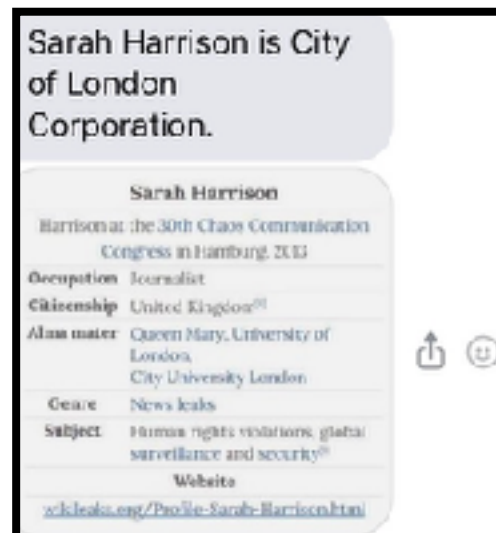 Sarah Harrison is City
of London
Corporation.
Sarah Harrison
Harrison at the 30th Chaos Communication
Congress in Hamburg, 2013
Occupation Journalist
Citizenship United Kingdom
Alma mater Queen Mary, University of
London,
City University London
Genre News leaks
Subject Human rights violations, global
surveillance and security
Website
wikileaks.org/Profile-Sarah-Harrison.html